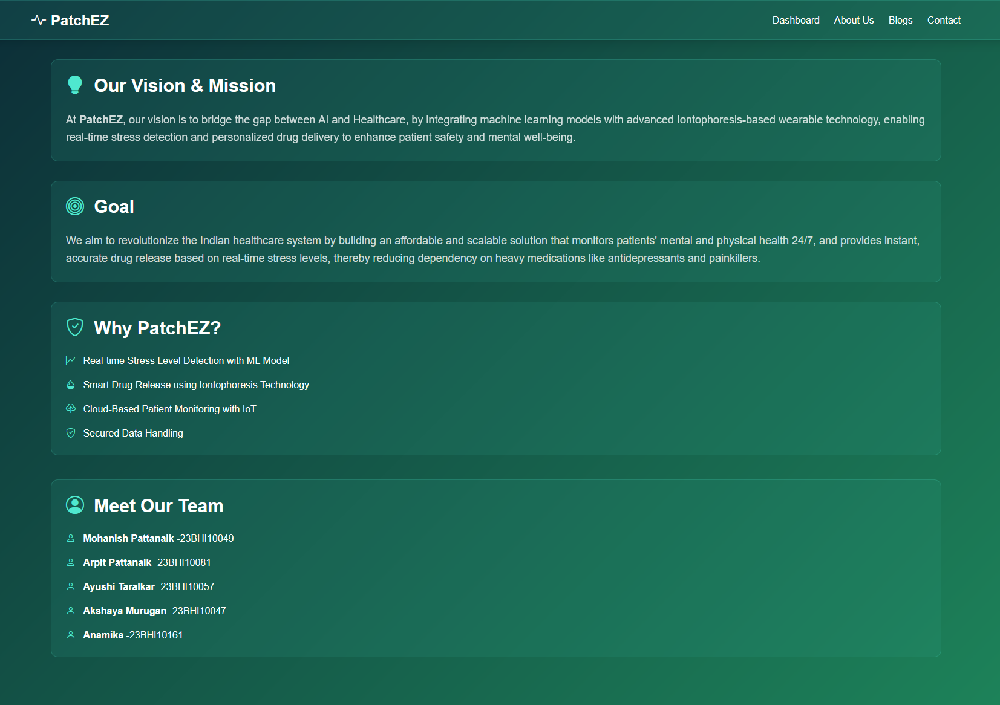 PatchEZ
Dashboard About Us Blogs Contact
Our Vision & Mission
At PatchEZ, our vision is to bridge the gap between AI and Healthcare, by integrating machine learning models with advanced Iontophoresis-based wearable technology, enabling
real-time stress detection and personalized drug delivery to enhance patient safety and mental well-being.
Goal
We aim to revolutionize the Indian healthcare system by building an affordable and scalable solution that monitors patients' mental and physical health 24/7, and provides instant,
accurate drug release based on real-time stress levels, thereby reducing dependency on heavy medications like antidepressants and painkillers.
Why PatchEZ?
Real-time Stress Level Detection with ML Model
Smart Drug Release using Iontophoresis Technology
Cloud-Based Patient Monitoring with IoT
Secured Data Handling
Meet Our Team
Mohanish Pattanaik -23BHI10049
Arpit Pattanaik -23BHI10081
Ayushi Taralkar -23BHI10057
Akshaya Murugan -23BHI10047
Anamika -23BHI10161